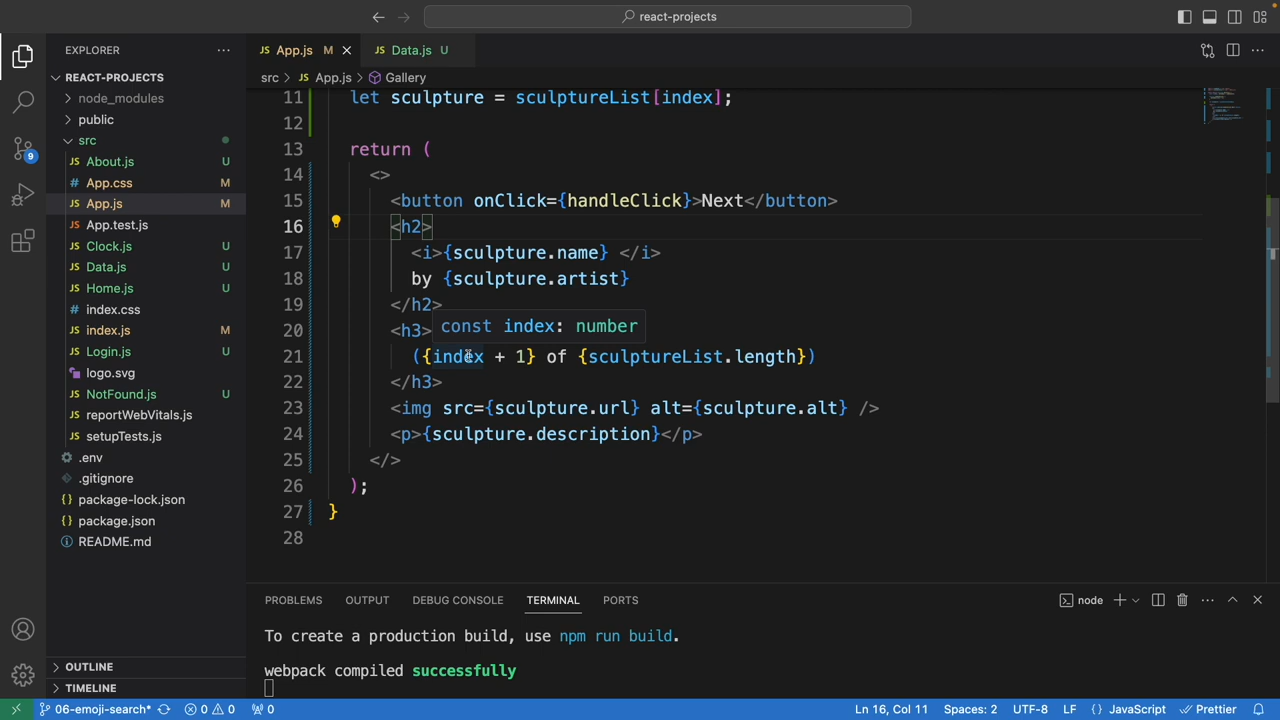 react-projects
EXPLORER
REACT-PROJECTS
node_modules
public
src
About.js U
App.css M
App.js M
App.test.js
Clock.js U
Data.js U
Home.js U
index.css
index.js M
Login.js U
logo.svg
NotFound.js U
reportWebVitals.js
setupTests.js
.env
.gitignore
package-lock.json
package.json
README.md
OUTLINE
TIMELINE
9
JS App.js M
JS Data.js U
src > JS App.js > Gallery
11 let sculpture = sculptureList[index];
12
13 return (
14 <>
15 <button onClick={handleClick}>Next</button>
16 <h2>
17 <i>{sculpture.name} </i>
18 by {sculpture.artist}
19 </h2>
const index: number
20 <h3>
21 ({index + 1} of {sculptureList.length})
22 </h3>
23 <img src={sculpture.url} alt={sculpture.alt} />
24 <p>{sculpture.description}</p>
25 </>
26 );
27 }
28
PROBLEMS OUTPUT DEBUG CONSOLE TERMINAL PORTS
node
To create a production build, use npm run build.
webpack compiled successfully
06-emoji-search* 0 0 0 Ln 16, Col 11 Spaces: 2 UTF-8 LF {} JavaScript Prettier